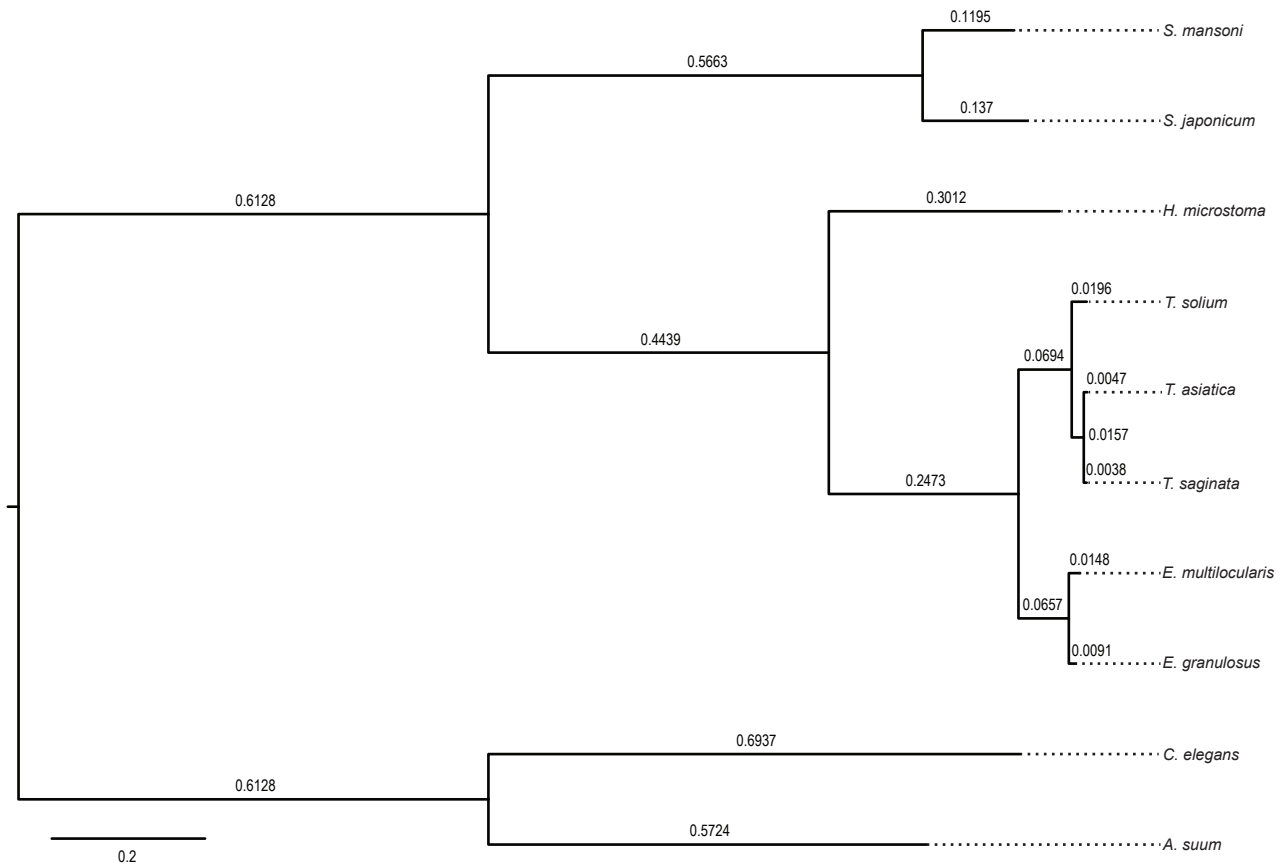 0.1195
S. mansoni
0.5663
0.137
S. japonicum
0.6128
0.3012
H. microstoma
0.0196
T. solium
0.4439
0.0694
0.0047
T. asiatica
0.0157
0.2473
0.0038
T. saginata
0.0148
E. multilocularis
0.0657
0.0091
E. granulosus
0.6937
C. elegans
0.6128
0.5724
A. suum
0.2